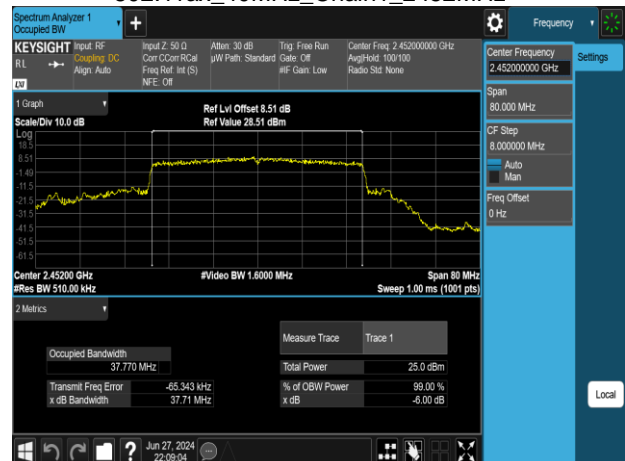 Spectrum Analyzer 1
Occupied BW
Frequency
KEYSIGHT
Input: RF
Coupling: DC
Align: Auto
RL
LXI
Input Z: 50 Ω
Corr CCorr RCal
Freq Ref: Int (S)
NFE: Off
Atten: 30 dB
µW Path: Standard
Trig: Free Run
Gate: Off
#IF Gain: Low
Center Freq: 2.452000000 GHz
Avg|Hold: 100/100
Radio Std: None
Center Frequency
2.452000000 GHz
Settings
Span
80.000 MHz
CF Step
8.000000 MHz
Auto
Man
Freq Offset
0 Hz
1 Graph
Scale/Div 10.0 dB
Ref Lvl Offset 8.51 dB
Ref Value 28.51 dBm
Log
18.5
8.51
-1.49
-11.5
-21.5
-31.5
-41.5
-51.5
-61.5
Center 2.45200 GHz
#Video BW 1.6000 MHz
Span 80 MHz
#Res BW 510.00 kHz
Sweep 1.00 ms (1001 pts)
2 Metrics
Measure Trace
Trace 1
Occupied Bandwidth
37.770 MHz
Total Power
25.0 dBm
Transmit Freq Error
-65.343 kHz
% of OBW Power
99.00 %
x dB Bandwidth
37.71 MHz
x dB
-6.00 dB
Local
Jun 27, 2024
22:09:04